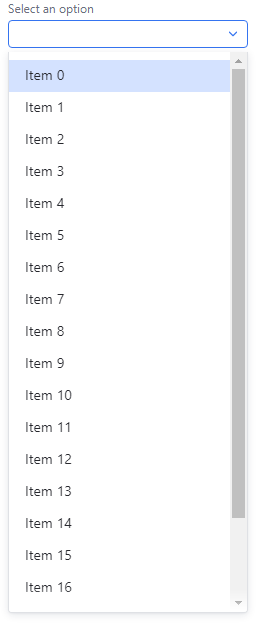 Select an option
Item 0
Item 1
Item 2
Item 3
Item 4
Item 5
Item 6
Item 7
Item 8
Item 9
Item 10
Item 11
Item 12
Item 13
Item 14
Item 15
Item 16